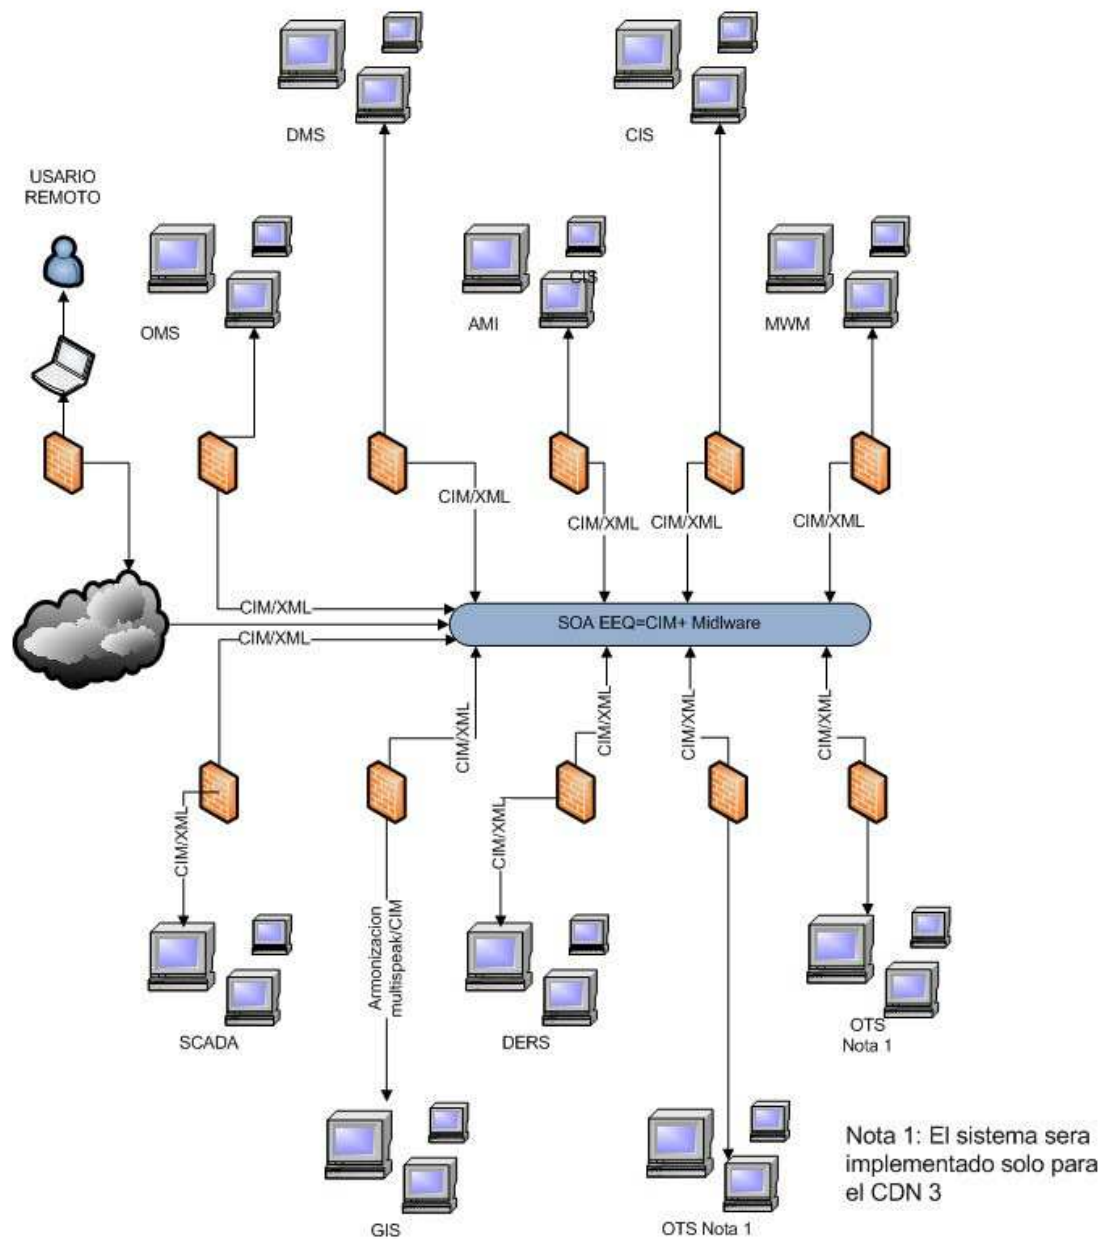 DMS
CIS
USARIO
REMOTO
CIS
OMS
AMI
MWM
CIM/XML
CIM/XML
CIM/XML
CIM/XML
CIM/XML
SOA EEQ=CIM+ Midlware
CIM/XML
CIM/XML
CIM/XML
CIM/XML
CIM/XML
CIM/XML
CIM/XML
Armonizacion
multispeak/CIM
SCADA
DERS
OTS
Nota 1
GIS
OTS Nota 1
Nota 1: El sistema sera
implementado solo para
el CDN 3